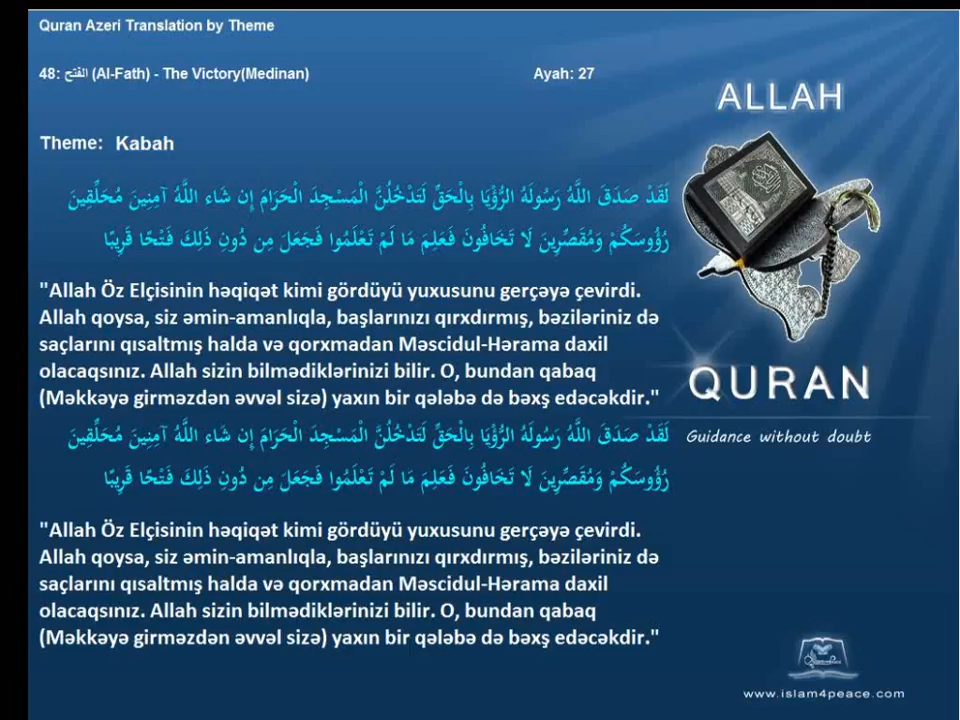 Quran Azeri Translation by Theme
48: الفتح (Al-Fath) - The Victory(Medinan)
Ayah: 27
Theme: Kabah
لَقَدْ صَدَقَ اللَّهُ رَسُولَهُ الرُّؤْيَا بِالْحَقِّ لَتَدْخُلُنَّ الْمَسْجِدَ الْحَرَامَ إِن شَاء اللَّهُ آمِنِينَ مُحَلِّقِينَ
رُؤُوسَكُمْ وَمُقَصِّرِينَ لَا تَخَافُونَ فَعَلِمَ مَا لَمْ تَعْلَمُوا فَجَعَلَ مِن دُونِ ذَلِكَ فَتْحًا قَرِيبًا
"Allah Öz Elçisinin həqiqət kimi gördüyü yuxusunu gerçəyə çevirdi.
Allah qoysa, siz əmin-amanlıqla, başlarınızı qırxdırmış, bəziləriniz də
saçlarını qısaltmış halda və qorxmadan Məscidul-Hərama daxil
olacaqsınız. Allah sizin bilmədiklərinizi bilir. O, bundan qabaq
(Məkkəyə girməzdən əvvəl sizə) yaxın bir qələbə də bəxş edəcəkdir."
لَقَدْ صَدَقَ اللَّهُ رَسُولَهُ الرُّؤْيَا بِالْحَقِّ لَتَدْخُلُنَّ الْمَسْجِدَ الْحَرَامَ إِن شَاء اللَّهُ آمِنِينَ مُحَلِّقِينَ
رُؤُوسَكُمْ وَمُقَصِّرِينَ لَا تَخَافُونَ فَعَلِمَ مَا لَمْ تَعْلَمُوا فَجَعَلَ مِن دُونِ ذَلِكَ فَتْحًا قَرِيبًا
"Allah Öz Elçisinin həqiqət kimi gördüyü yuxusunu gerçəyə çevirdi.
Allah qoysa, siz əmin-amanlıqla, başlarınızı qırxdırmış, bəziləriniz də
saçlarını qısaltmış halda və qorxmadan Məscidul-Hərama daxil
olacaqsınız. Allah sizin bilmədiklərinizi bilir. O, bundan qabaq
(Məkkəyə girməzdən əvvəl sizə) yaxın bir qələbə də bəxş edəcəkdir."
ALLAH
QURAN
Guidance without doubt
www.islam4peace.com